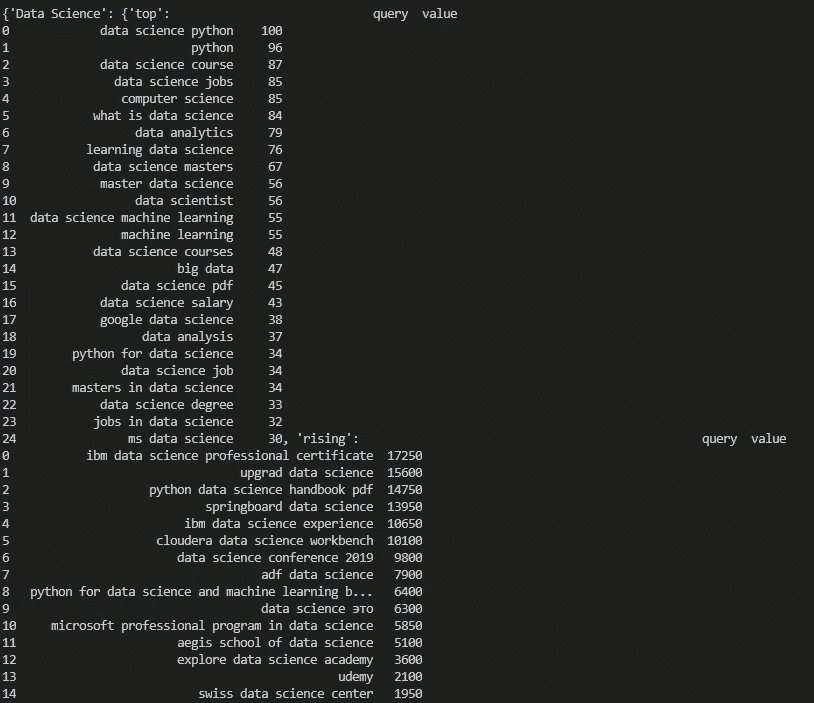 {'Data Science': {'top': query value
0 data science python 100
1 python 96
2 data science course 87
3 data science jobs 85
4 computer science 85
5 what is data science 84
6 data analytics 79
7 learning data science 76
8 data science masters 67
9 master data science 56
10 data scientist 56
11 data science machine learning 55
12 machine learning 55
13 data science courses 48
14 big data 47
15 data science pdf 45
16 data science salary 43
17 google data science 38
18 data analysis 37
19 python for data science 34
20 data science job 34
21 masters in data science 34
22 data science degree 33
23 jobs in data science 32
24 ms data science 30, 'rising': query value
0 ibm data science professional certificate 17250
1 upgrad data science 15600
2 python data science handbook pdf 14750
3 springboard data science 13950
4 ibm data science experience 10650
5 cloudera data science workbench 10100
6 data science conference 2019 9800
7 adf data science 7900
8 python for data science and machine learning b... 6400
9 data science это 6300
10 microsoft professional program in data science 5850
11 aegis school of data science 5100
12 explore data science academy 3600
13 udemy 2100
14 swiss data science center 1950